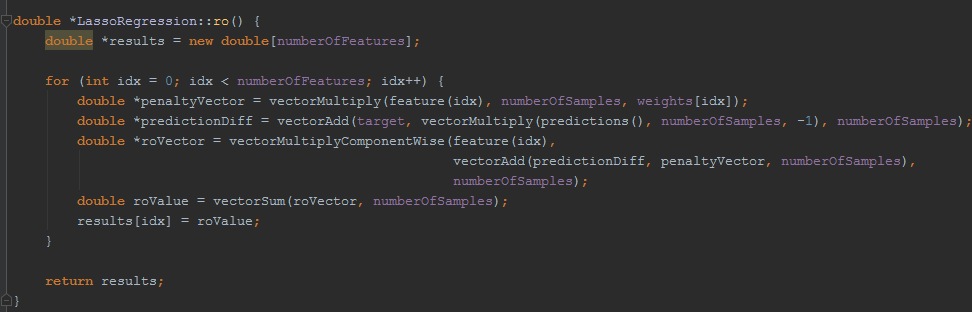 double *LassoRegression::ro() {
    double *results = new double[numberOfFeatures];

    for (int idx = 0; idx < numberOfFeatures; idx++) {
        double *penaltyVector = vectorMultiply(feature(idx), numberOfSamples, weights[idx]);
        double *predictionDiff = vectorAdd(target, vectorMultiply(predictions(), numberOfSamples, -1), numberOfSamples);
        double *roVector = vectorMultiplyComponentWise(feature(idx),
                                                       vectorAdd(predictionDiff, penaltyVector, numberOfSamples),
                                                       numberOfSamples);
        double roValue = vectorSum(roVector, numberOfSamples);
        results[idx] = roValue;
    }

    return results;
}